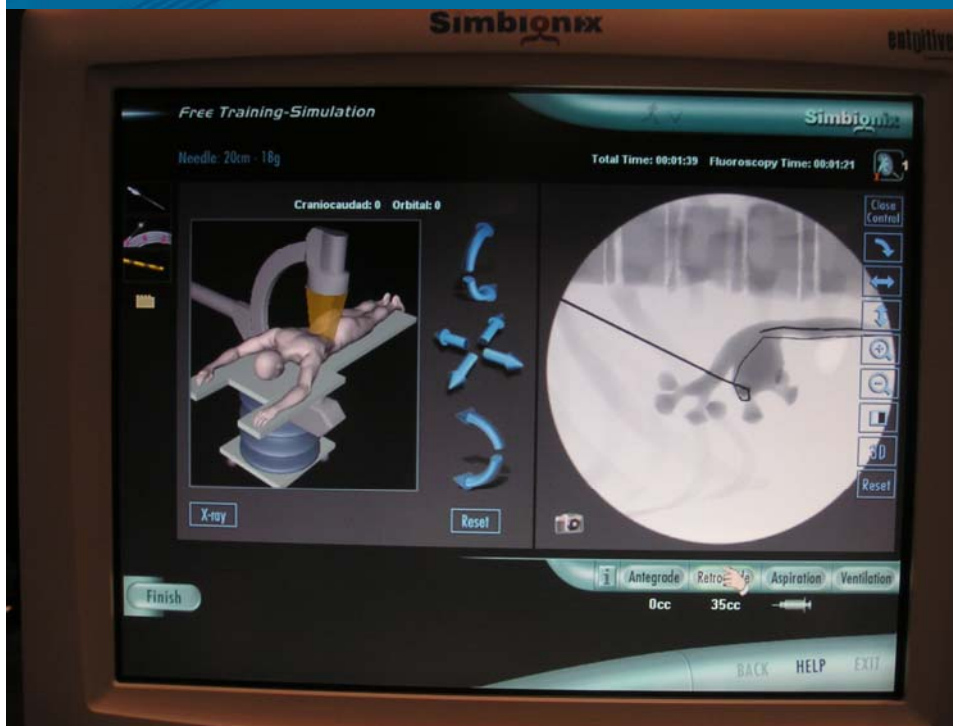 Simbionix
Free Training-Simulation
Simbionix
Needle: 20cm - 18g
Total Time: 00:01:39 Fluoroscopy Time: 00:01:21
1
Craniocaudad: 0 Orbital: 0
Close
Control
3D
Reset
X-ray
Reset
i Antegrade Aspiration Ventilation
0cc 35cc
Finish
BACK HELP EXIT